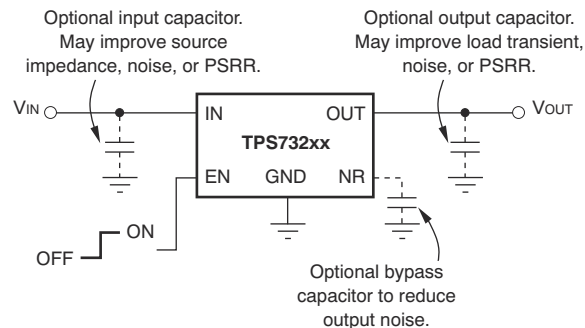 Optional input capacitor.
May improve source
impedance, noise, or PSRR.
Optional output capacitor.
May improve load transient,
noise, or PSRR.
VIN
IN
OUT
VOUT
TPS732xx
EN
GND
NR
OFF
ON
Optional bypass
capacitor to reduce
output noise.